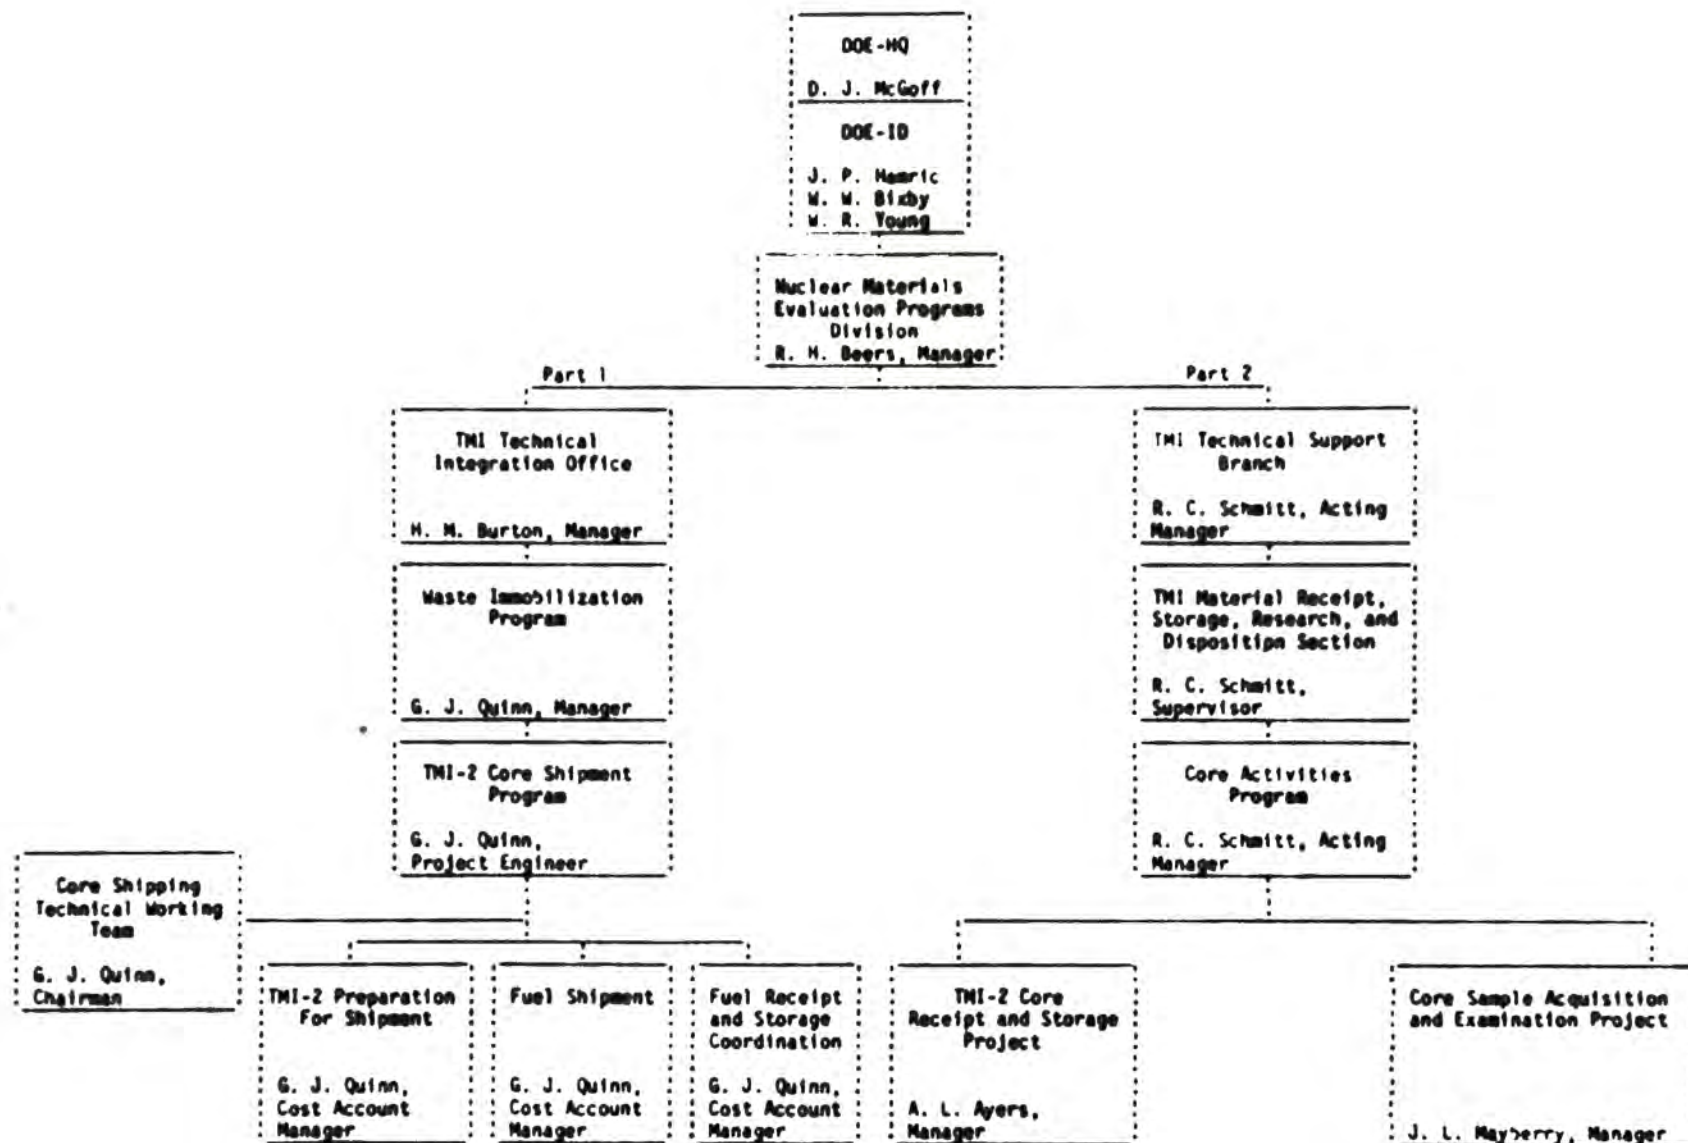 DOE-HQ
D. J. McGoff
DOE-ID
J. P. Hamric
W. W. Bixby
W. R. Young
Nuclear Materials
Evaluation Programs
Division
R. H. Beers, Manager
Part 1
Part 2
TMI Technical
Integration Office
H. M. Burton, Manager
TMI Technical Support
Branch
R. C. Schmitt, Acting
Manager
Waste Immobilization
Program
G. J. Quinn, Manager
TMI Material Receipt,
Storage, Research, and
Disposition Section
R. C. Schmitt,
Supervisor
TMI-2 Core Shipment
Program
G. J. Quinn,
Project Engineer
Core Activities
Program
R. C. Schmitt, Acting
Manager
Core Shipping
Technical Working
Team
G. J. Quinn,
Chairman
TMI-2 Preparation
For Shipment
G. J. Quinn,
Cost Account
Manager
Fuel Shipment
G. J. Quinn,
Cost Account
Manager
Fuel Receipt
and Storage
Coordination
G. J. Quinn,
Cost Account
Manager
TMI-2 Core
Receipt and Storage
Project
A. L. Ayers,
Manager
Core Sample Acquisition
and Examination Project
J. L. Mayberry, Manager